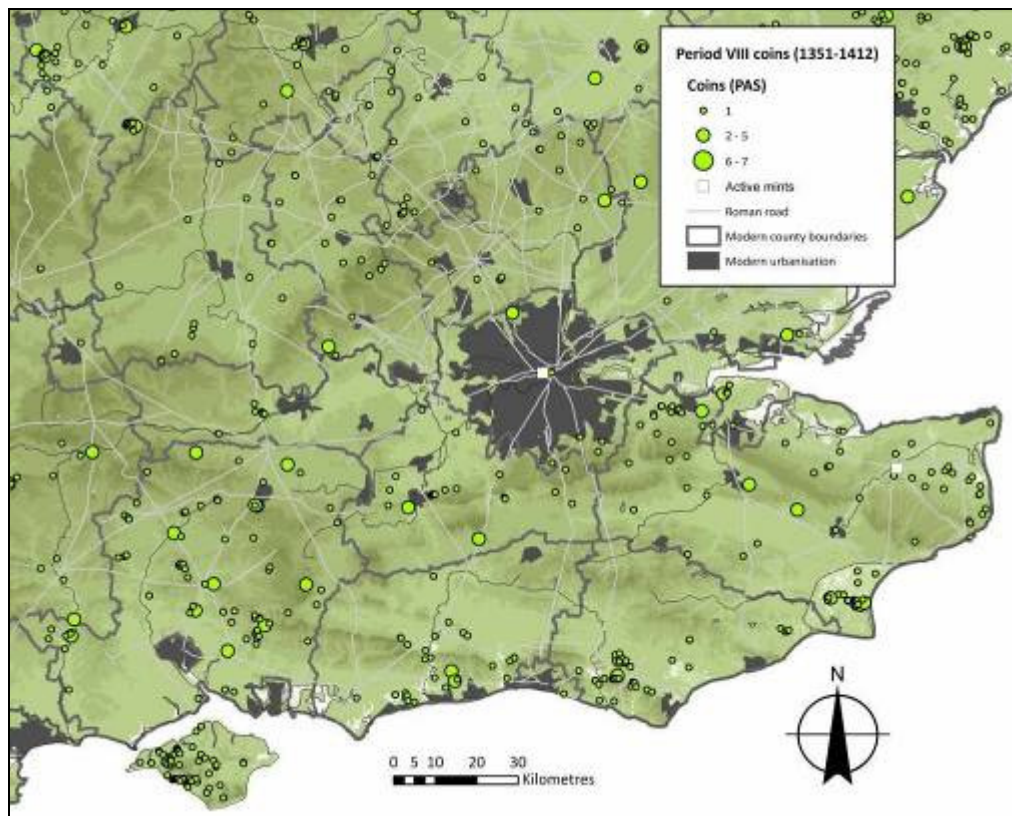 Period VIII coins (1351-1412)
Coins (PAS)
1
2 - 5
6 - 7
Active mints
Roman road
Modern county boundaries
Modern urbanisation
N
0 5 10 20 30
Kilometres